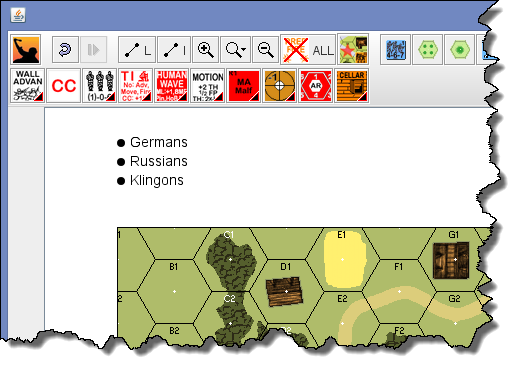 L I ALL
WALL CC (1)-0-6 TI HUMAN MOTION MA CELLAR
ADVAN No: Adv, WAVE +2 TH Malf AR
Move, Fire ½ FP
Germans
Russians
Klingons
C1 E1 G1
B1 D1 F1
C2 E2 G2
B2 F2